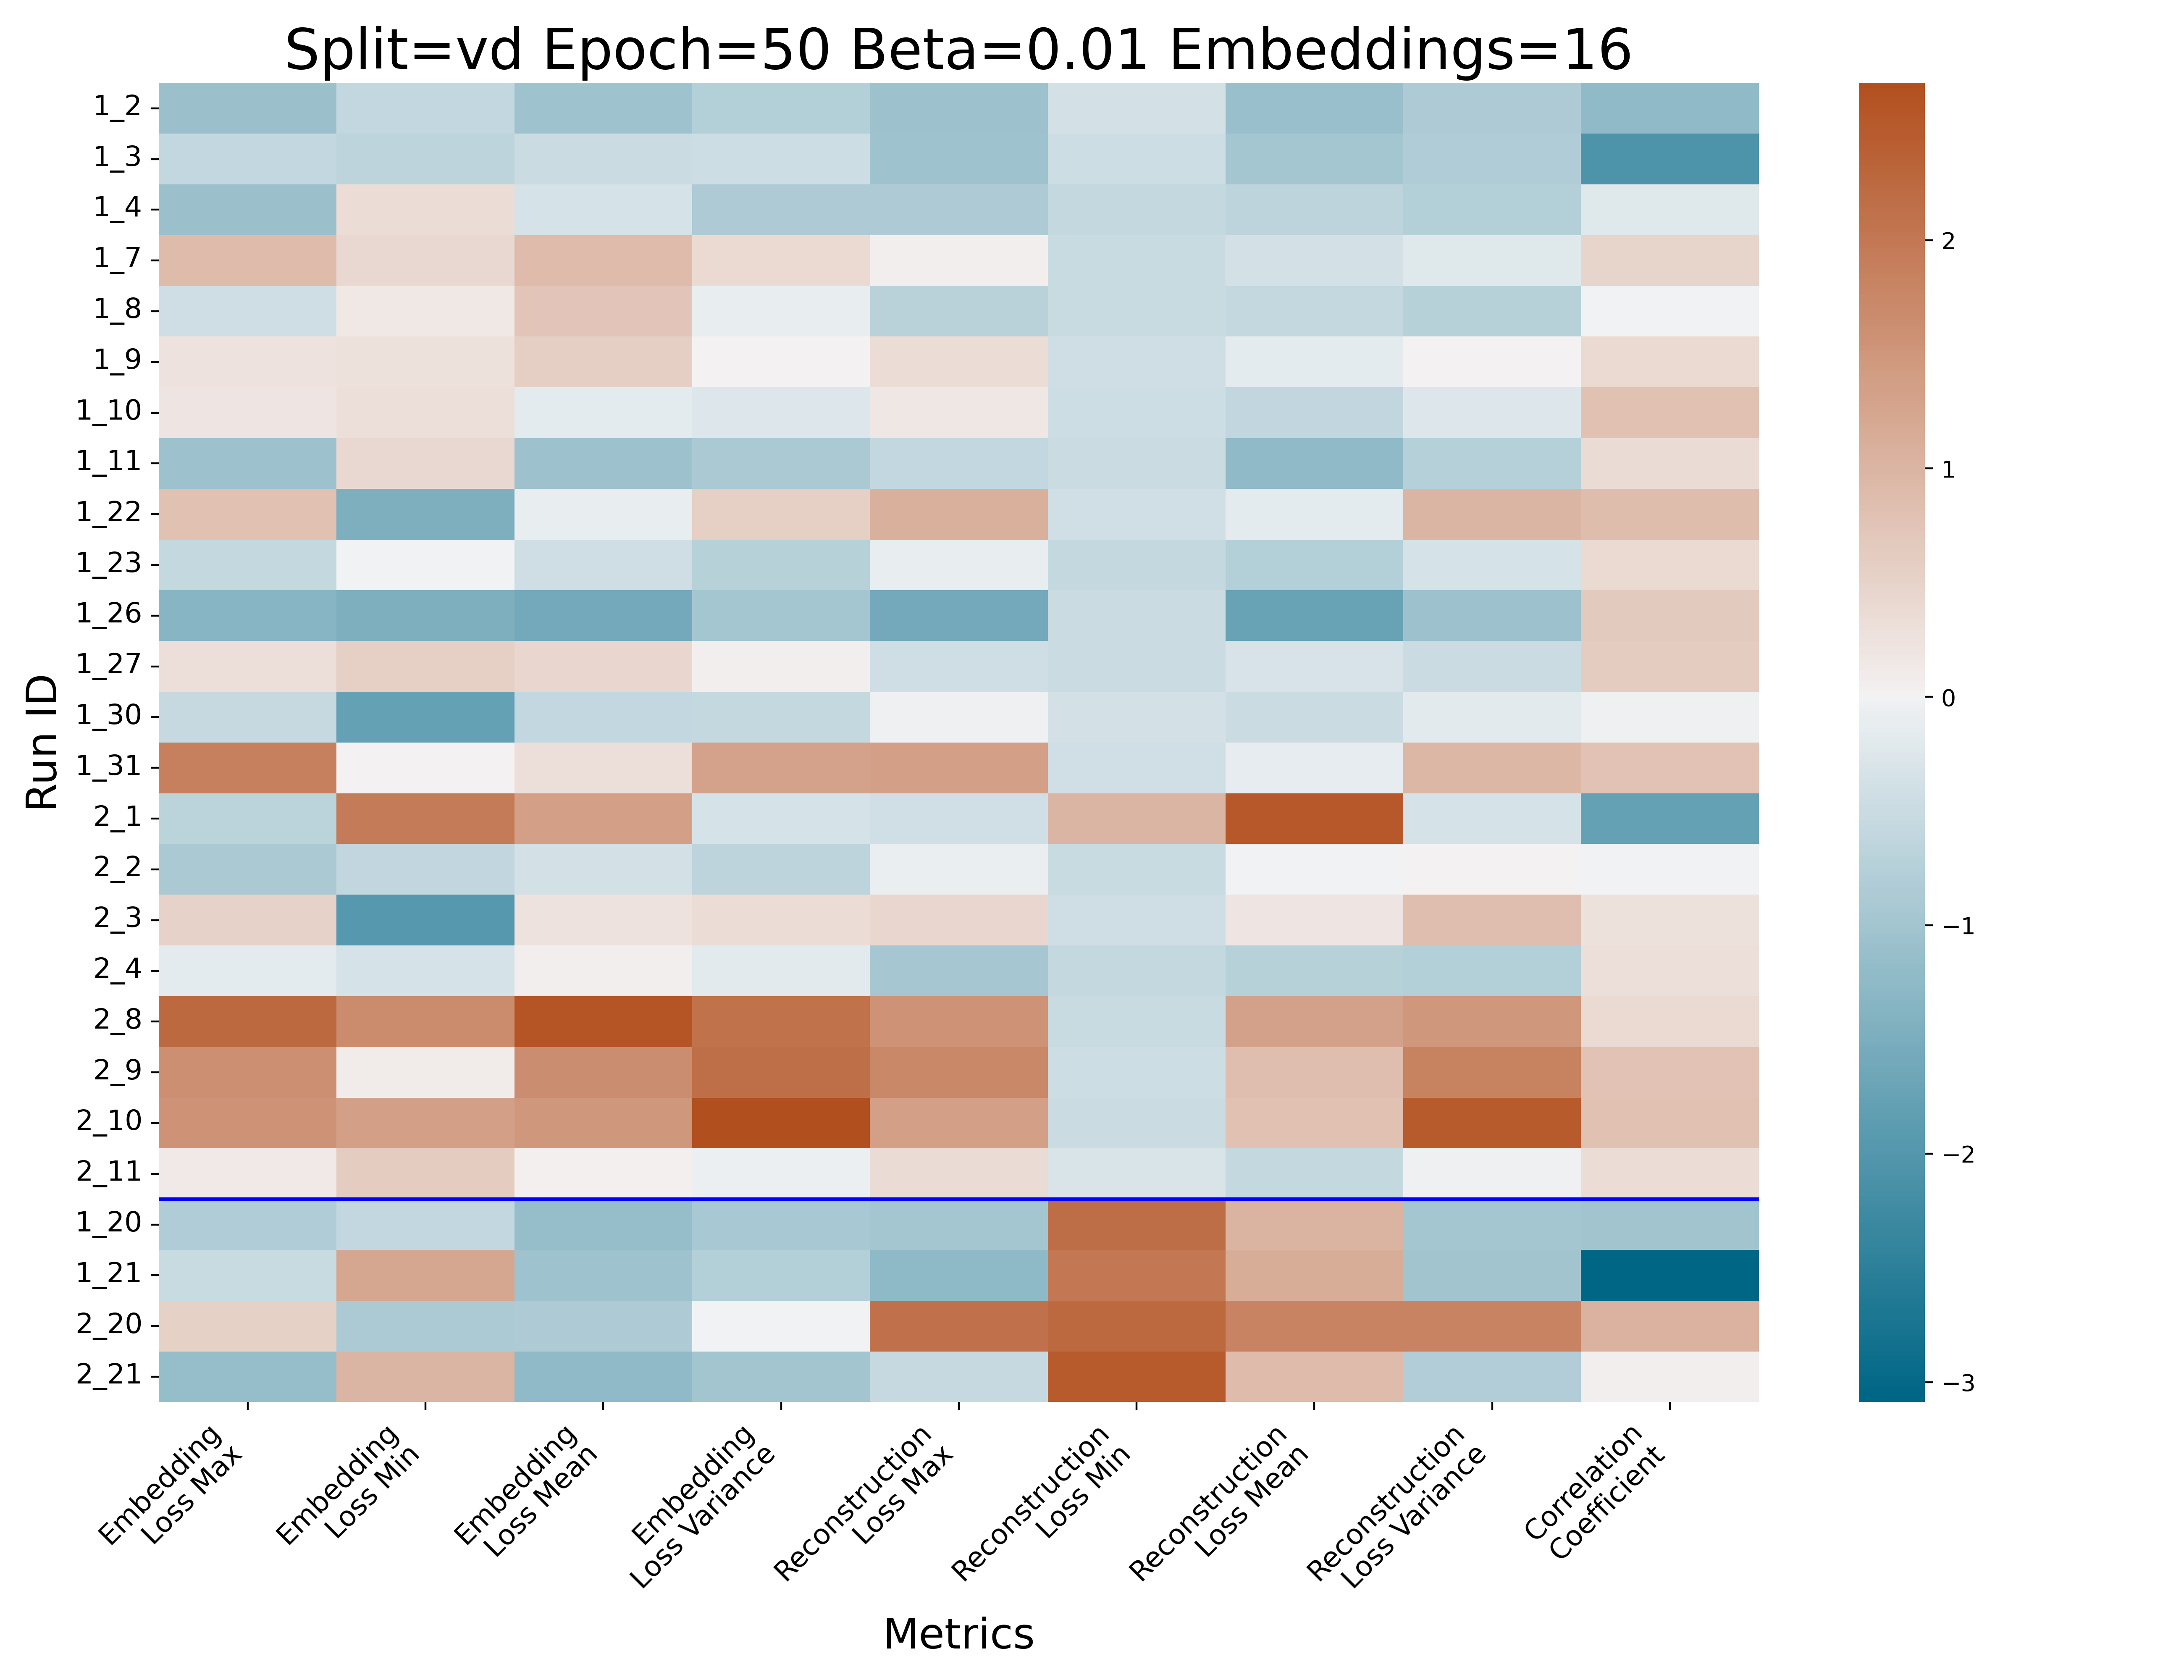 Split=vd Epoch=50 Beta=0.01 Embeddings=16
Run ID
1_2
1_3
1_4
1_7
1_8
1_9
1_10
1_11
1_22
1_23
1_26
1_27
1_30
1_31
2_1
2_2
2_3
2_4
2_8
2_9
2_10
2_11
1_20
1_21
2_20
2_21
Embedding
Loss Max
Embedding
Loss Min
Embedding
Loss Mean
Embedding
Loss Variance
Reconstruction
Loss Max
Reconstruction
Loss Min
Reconstruction
Loss Mean
Reconstruction
Loss Variance
Correlation
Coefficient
Metrics
2
1
0
−1
−2
−3